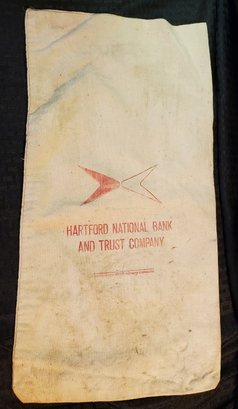 HARTFORD NATIONAL BANK
AND TRUST COMPANY